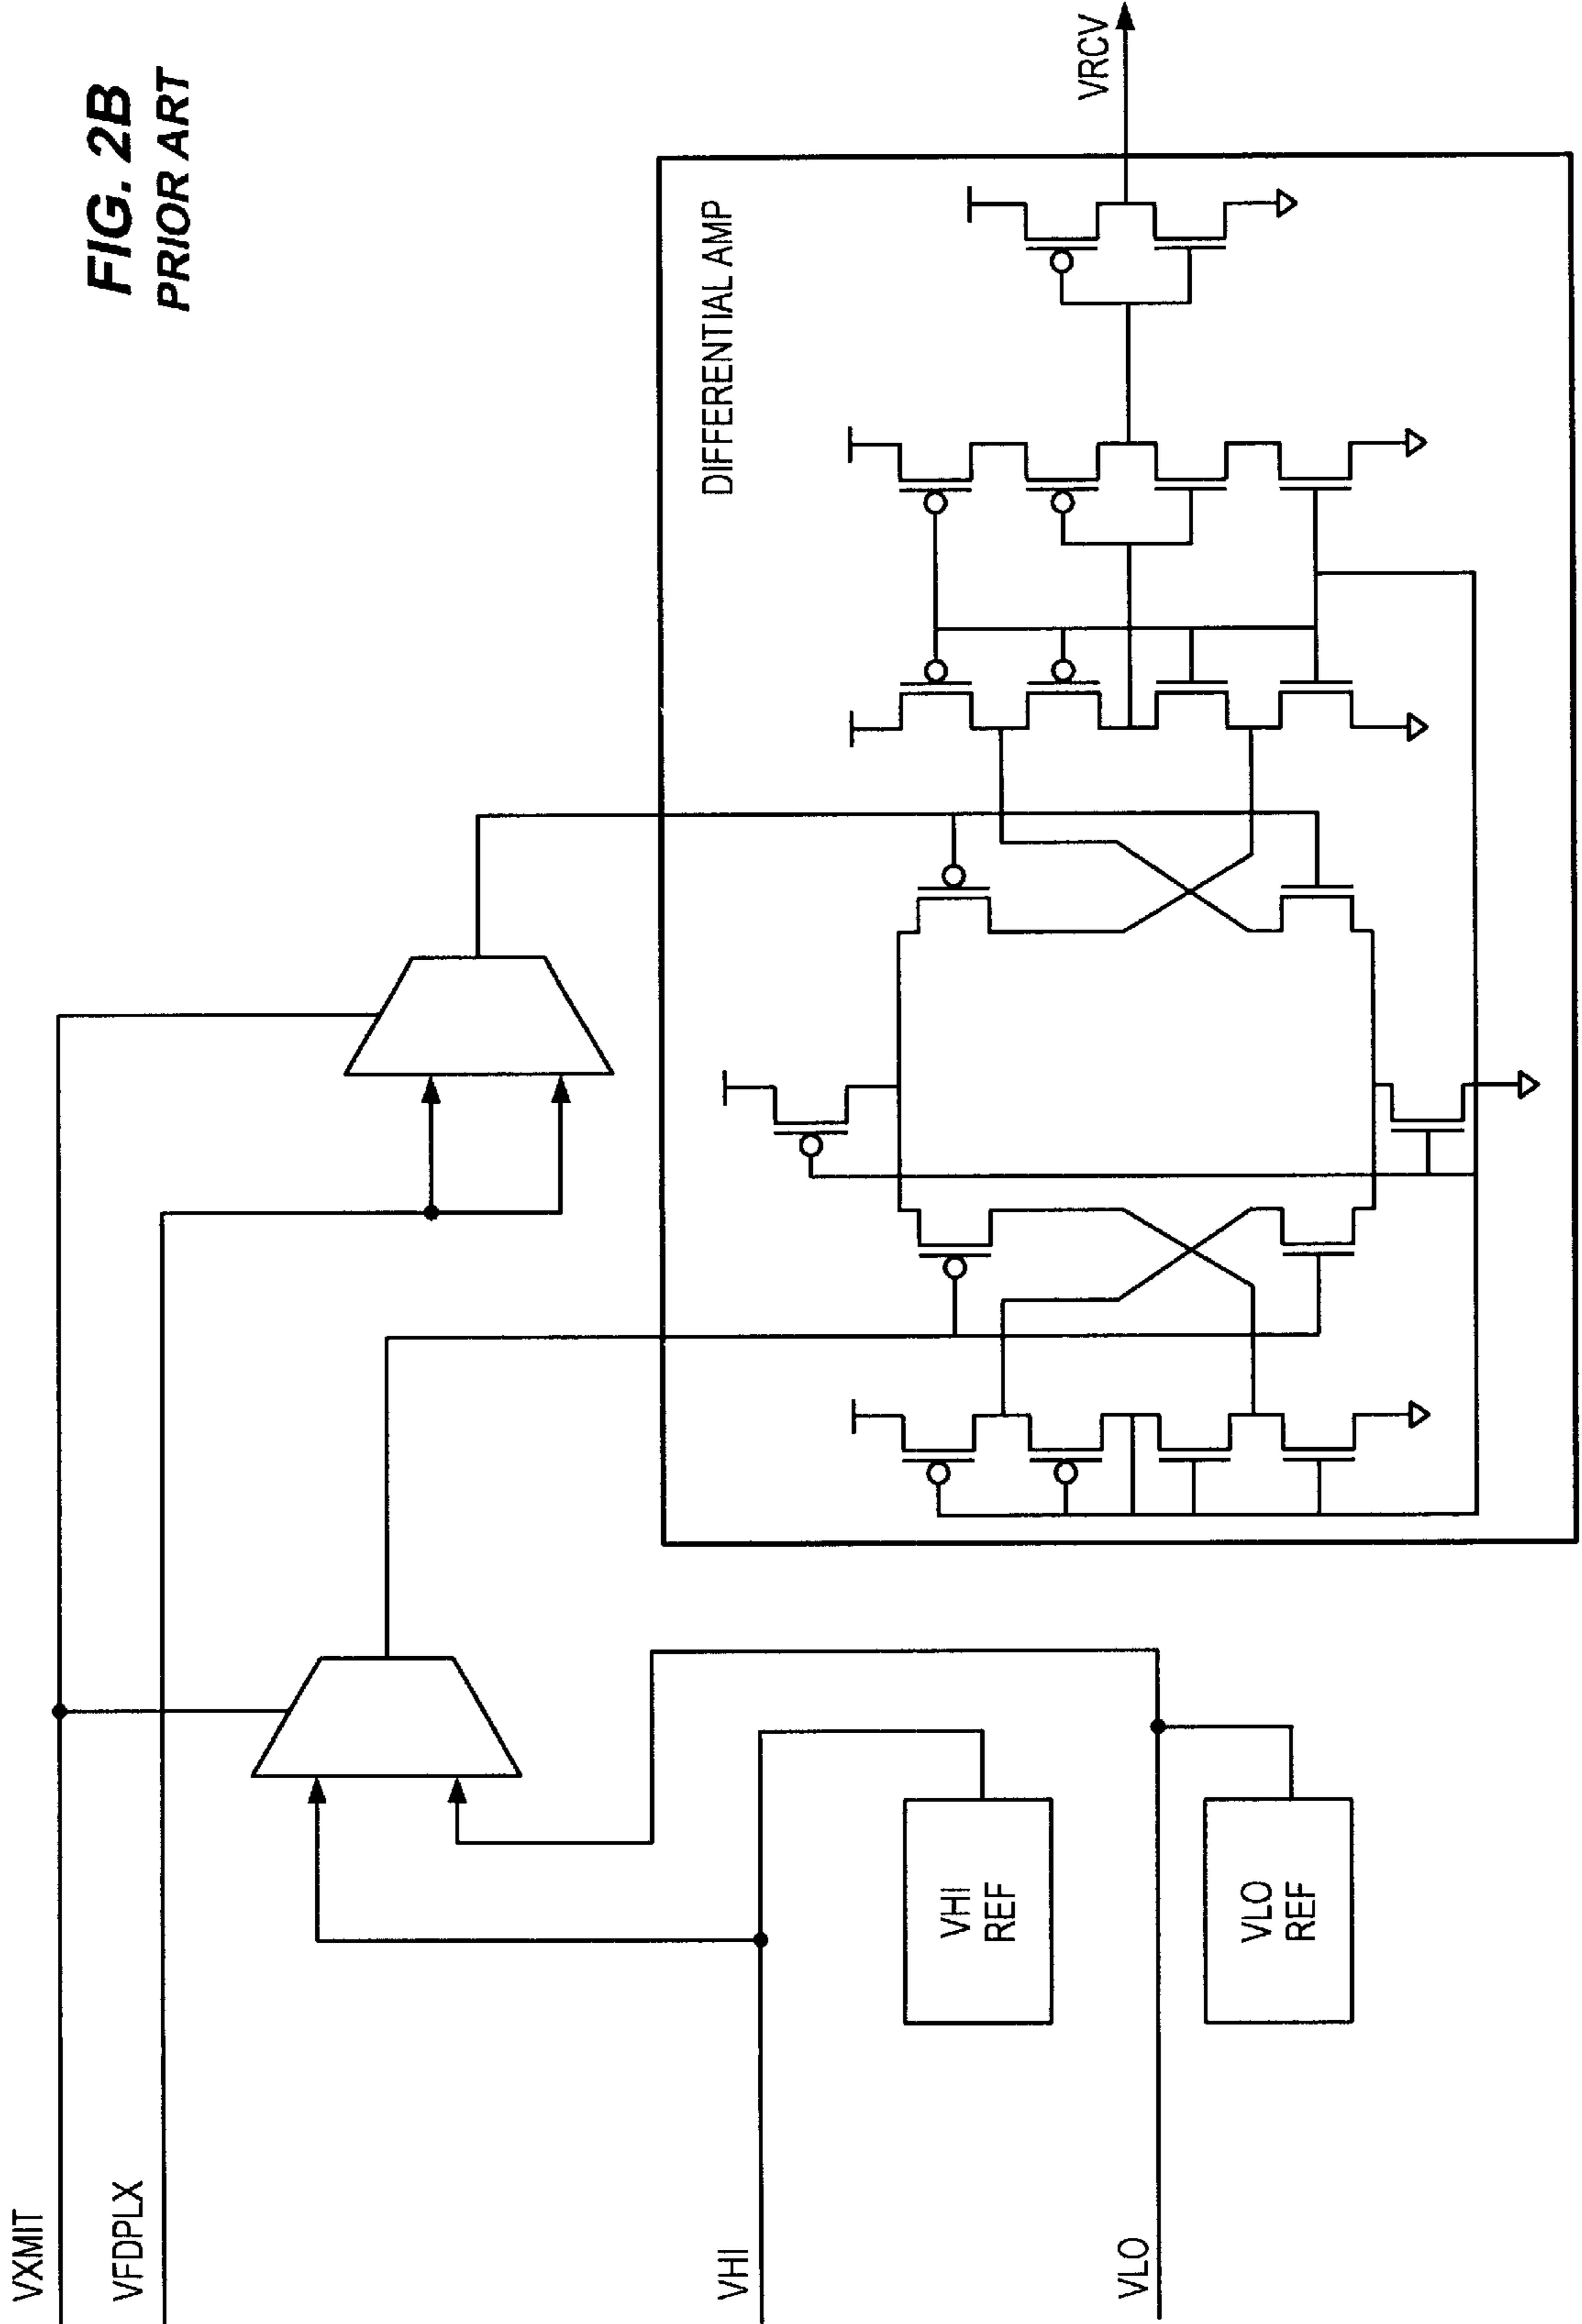 FIG. 2B
PRIOR ART
VXMIT
VFDPLX
VHI
VLO
VHI
REF
VLO
REF
DIFFERENTIAL AMP
VRCV